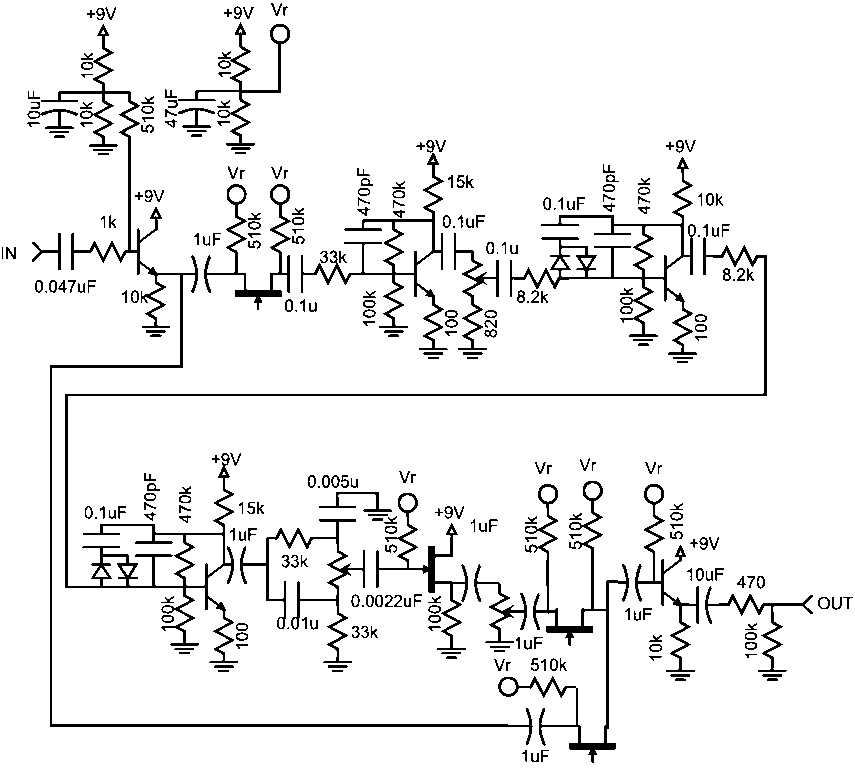 +9V
+9V
Vr
10k
10k
10uF
10k
510k
47uF
10k
+9V
+9V
+9V
15k
470pF
470k
0.1uF
470pF
470k
10k
0.1uF
1k
1uF
510k
510k
0.1uF
IN
0.047uF
10k
0.1u
33k
100k
100
820
0.1u
8.2k
100k
100
8.2k
+9V
0.005u
Vr
+9V
1uF
Vr
Vr
Vr
0.1uF
470pF
470k
15k
1uF
33k
510k
510k
510k
510k
+9V
0.0022uF
10uF
470
OUT
100k
100
0.01u
33k
100k
1uF
1uF
10k
100k
Vr
510k
1uF